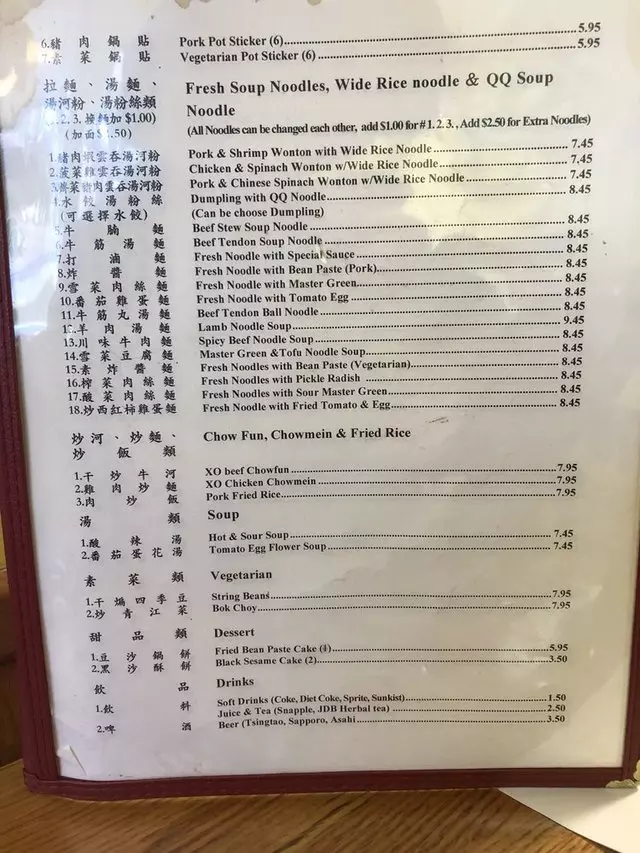 6.豬肉鍋貼 Pork Pot Sticker (6) 5.95
7.素菜鍋貼 Vegetarian Pot Sticker (6) 5.95
拉麵、湯麵、 Fresh Soup Noodles, Wide Rice noodle & QQ Soup
湯河粉、湯粉絲類 Noodle
(1.2.3.換麵加 $1.00) (All Noodles can be changed each other, add $1.00 for # 1. 2. 3. , Add $2.50 for Extra Noodles)
(加面$2.50)
1.豬肉蝦雲吞湯河粉 Pork & Shrimp Wonton with Wide Rice Noodle 7.45
2.菠菜雞雲吞湯河粉 Chicken & Spinach Wonton w/Wide Rice Noodle 7.45
3.薺菜豬肉雲吞湯河粉 Pork & Chinese Spinach Wonton w/Wide Rice Noodle 7.45
4.水餃湯粉絲 Dumpling with QQ Noodle 8.45
(可選擇水餃) (Can be choose Dumpling)
5.牛腩麵 Beef Stew Soup Noodle 8.45
6.牛筋湯麵 Beef Tendon Soup Noodle 8.45
7.打滷麵 Fresh Noodle with Special Sauce 8.45
8.炸醬麵 Fresh Noodle with Bean Paste (Pork) 8.45
9.雪菜肉絲麵 Fresh Noodle with Master Green 8.45
10.番茄雞蛋麵 Fresh Noodle with Tomato Egg 8.45
11.牛筋丸湯麵 Beef Tendon Ball Noodle 8.45
12.羊肉湯麵 Lamb Noodle Soup 9.45
13.川味牛肉麵 Spicy Beef Noodle Soup 8.45
14.雪菜豆腐麵 Master Green &Tofu Noodle Soup 8.45
15.素炸醬麵 Fresh Noodles with Bean Paste (Vegetarian) 8.45
16.榨菜肉絲麵 Fresh Noodles with Pickle Radish 8.45
17.酸菜肉絲麵 Fresh Noodle with Sour Master Green 8.45
18.炒西紅柿雞蛋麵 Fresh Noodle with Fried Tomato & Egg 8.45
炒河、炒麵、 Chow Fun, Chowmein & Fried Rice
炒飯類
1.干炒牛河 XO beef Chowfun 7.95
2.雞肉炒麵 XO Chicken Chowmein 7.95
3.肉炒飯 Pork Fried Rice 7.95
湯類 Soup
1.酸辣湯 Hot & Sour Soup 7.45
2.番茄蛋花湯 Tomato Egg Flower Soup 7.45
素菜類 Vegetarian
1.干煸四季豆 String Beans 7.95
2.炒青江菜 Bok Choy 7.95
甜品類 Dessert
1.豆沙鍋餅 Fried Bean Paste Cake (8) 5.95
2.黑沙酥餅 Black Sesame Cake (2) 3.50
飲品 Drinks
1.飲料 Soft Drinks (Coke, Diet Coke, Sprite, Sunkist) 1.50
Juice & Tea (Snapple, JDB Herbal tea) 2.50
2.啤酒 Beer (Tsingtao, Sapporo, Asahi 3.50